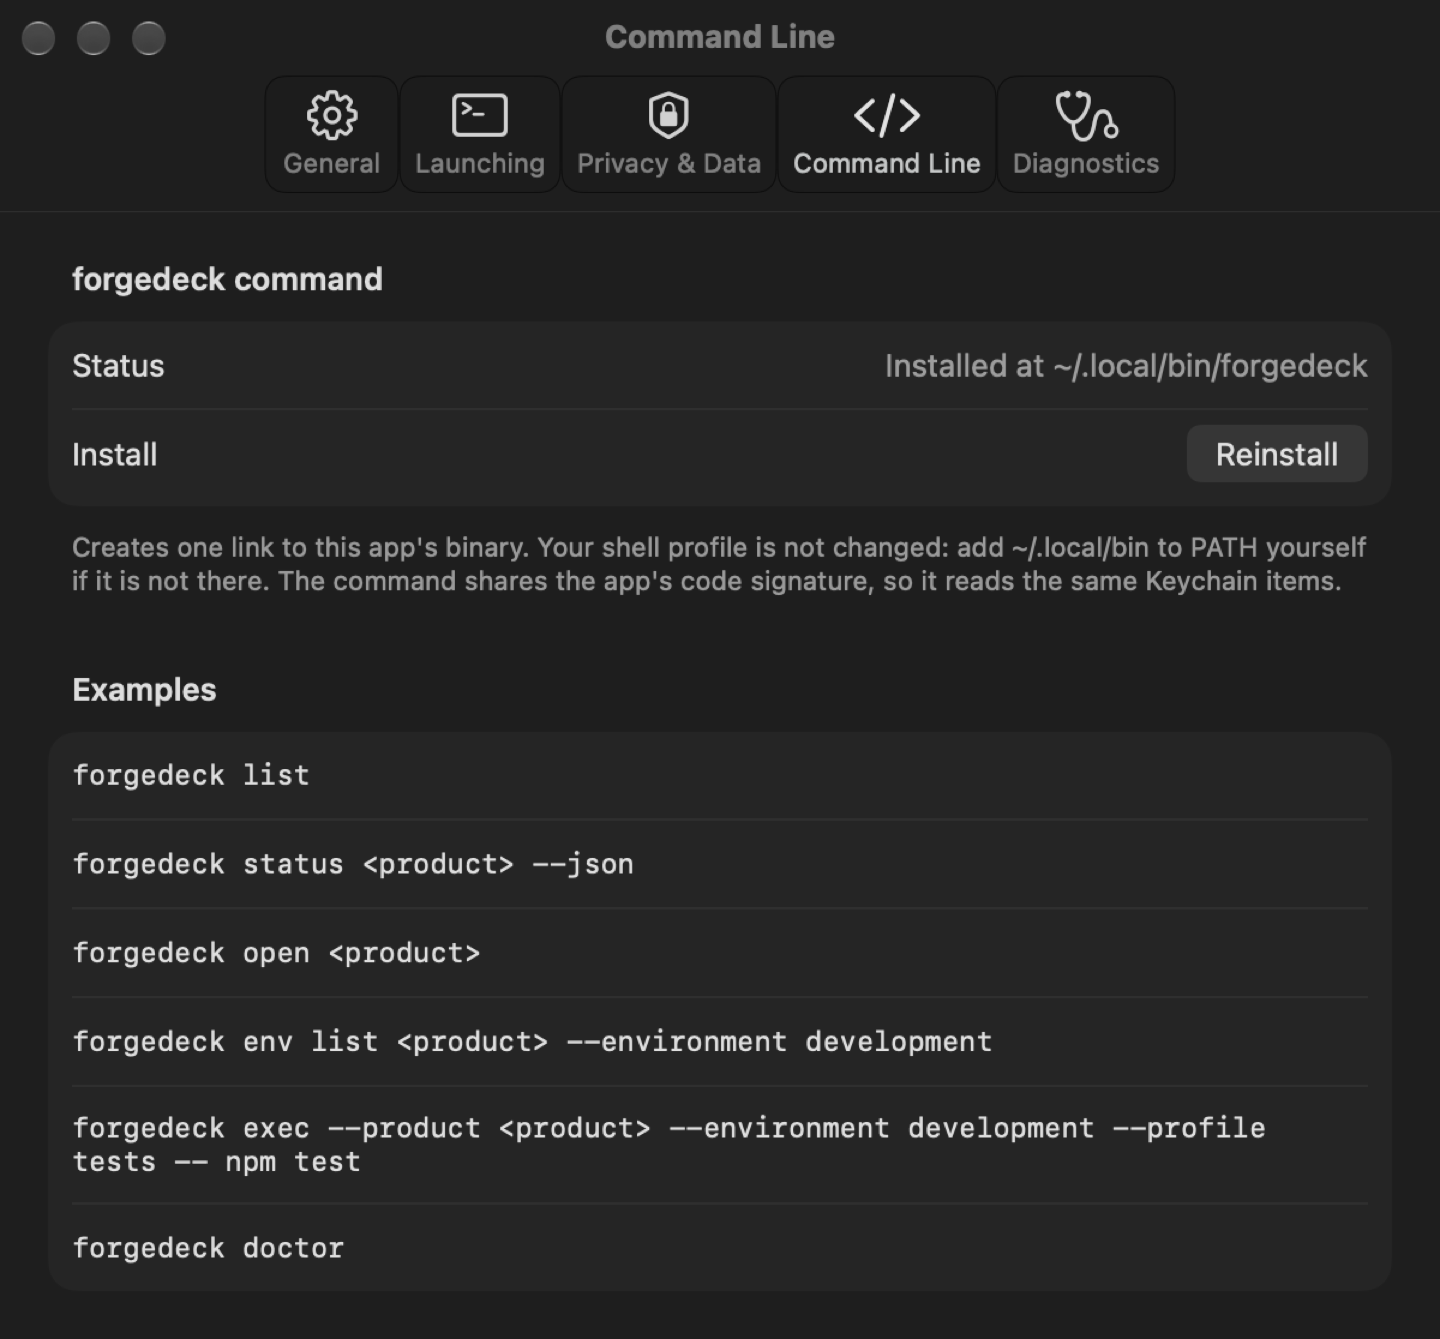 Command Line
General
Launching
Privacy & Data
Command Line
Diagnostics
forgedeck command
Status
Installed at ~/.local/bin/forgedeck
Install
Reinstall
Creates one link to this app's binary. Your shell profile is not changed: add ~/.local/bin to PATH yourself
if it is not there. The command shares the app's code signature, so it reads the same Keychain items.
Examples
forgedeck list
forgedeck status <product> --json
forgedeck open <product>
forgedeck env list <product> --environment development
forgedeck exec --product <product> --environment development --profile
tests -- npm test
forgedeck doctor